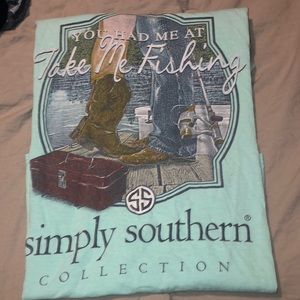 YOU HAD ME AT
Take Me Fishing
SS
simply southern®
COLLECTION